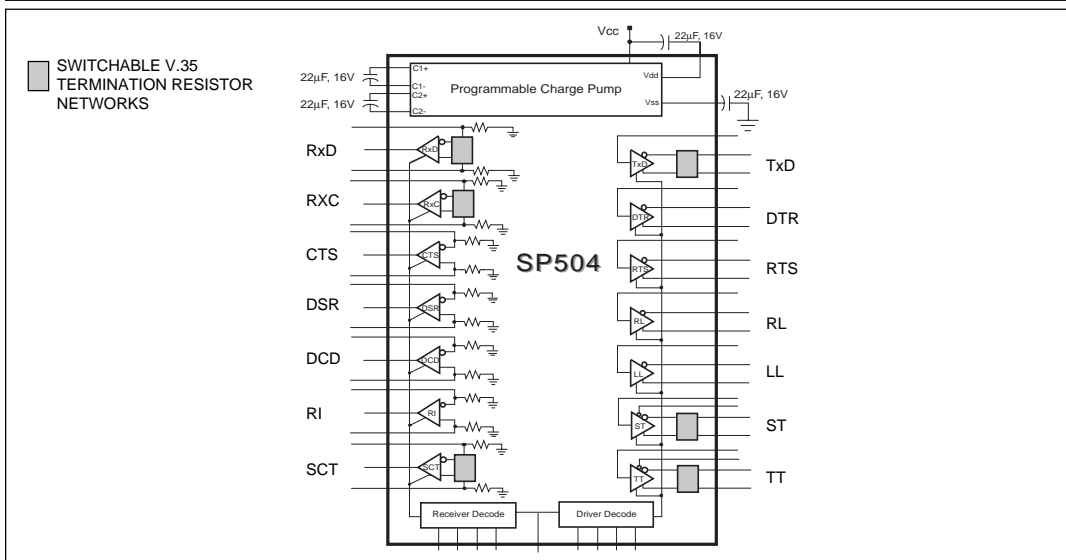 Vcc
22µF, 16V
SWITCHABLE V.35
TERMINATION RESISTOR
NETWORKS
C1+
C1-
C2+
C2-
22µF, 16V
22µF, 16V
Programmable Charge Pump
Vdd
Vss
22µF, 16V
RxD
RxD
TxD
TxD
RXC
RxC
DTR
DTR
CTS
CTS
SP504
RTS
RTS
DSR
DSR
RL
RL
DCD
DCD
LL
LL
RI
RI
ST
ST
SCT
SCT
TT
TT
Receiver Decode
Driver Decode